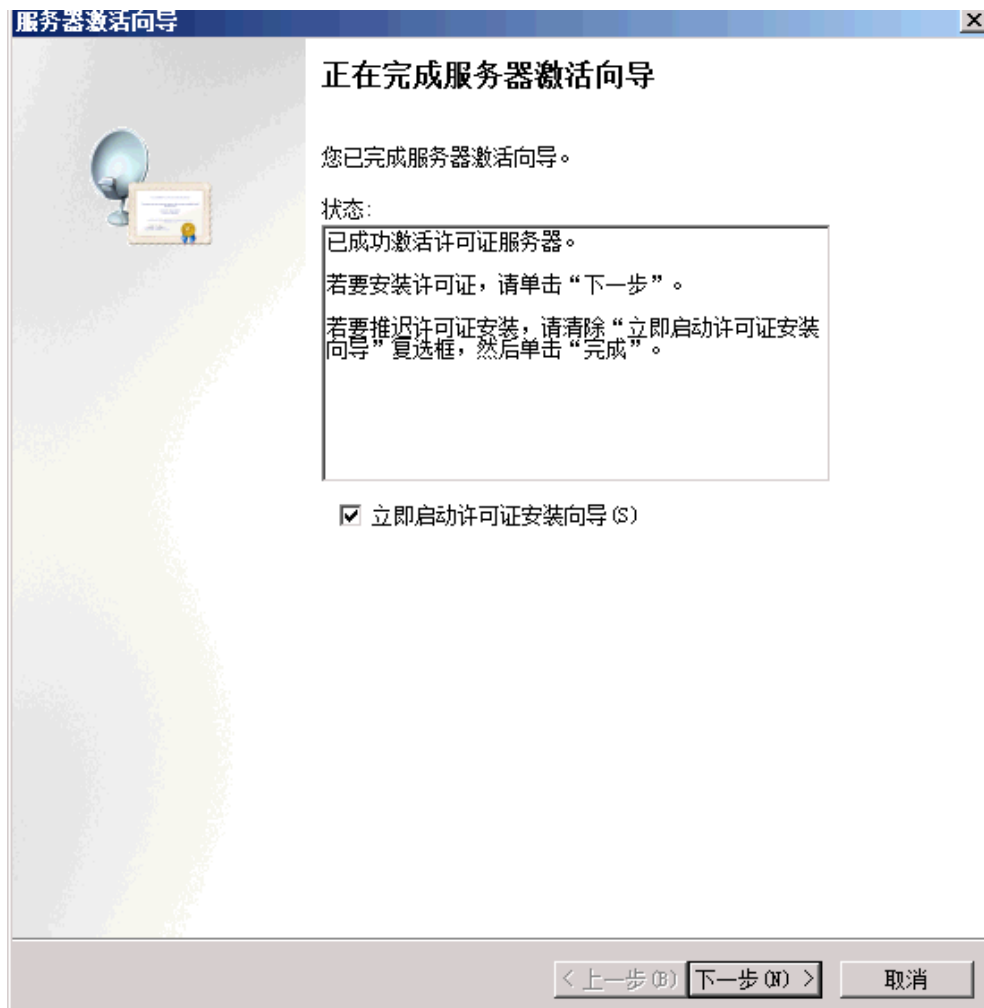 服务器激活向导
正在完成服务器激活向导
您已完成服务器激活向导。
状态:
已成功激活许可证服务器。
若要安装许可证，请单击“下一步”。
若要推迟许可证安装，请清除“立即启动许可证安装
向导”复选框，然后单击“完成”。
立即启动许可证安装向导(S)
< 上一步(B) 下一步(N) > 取消